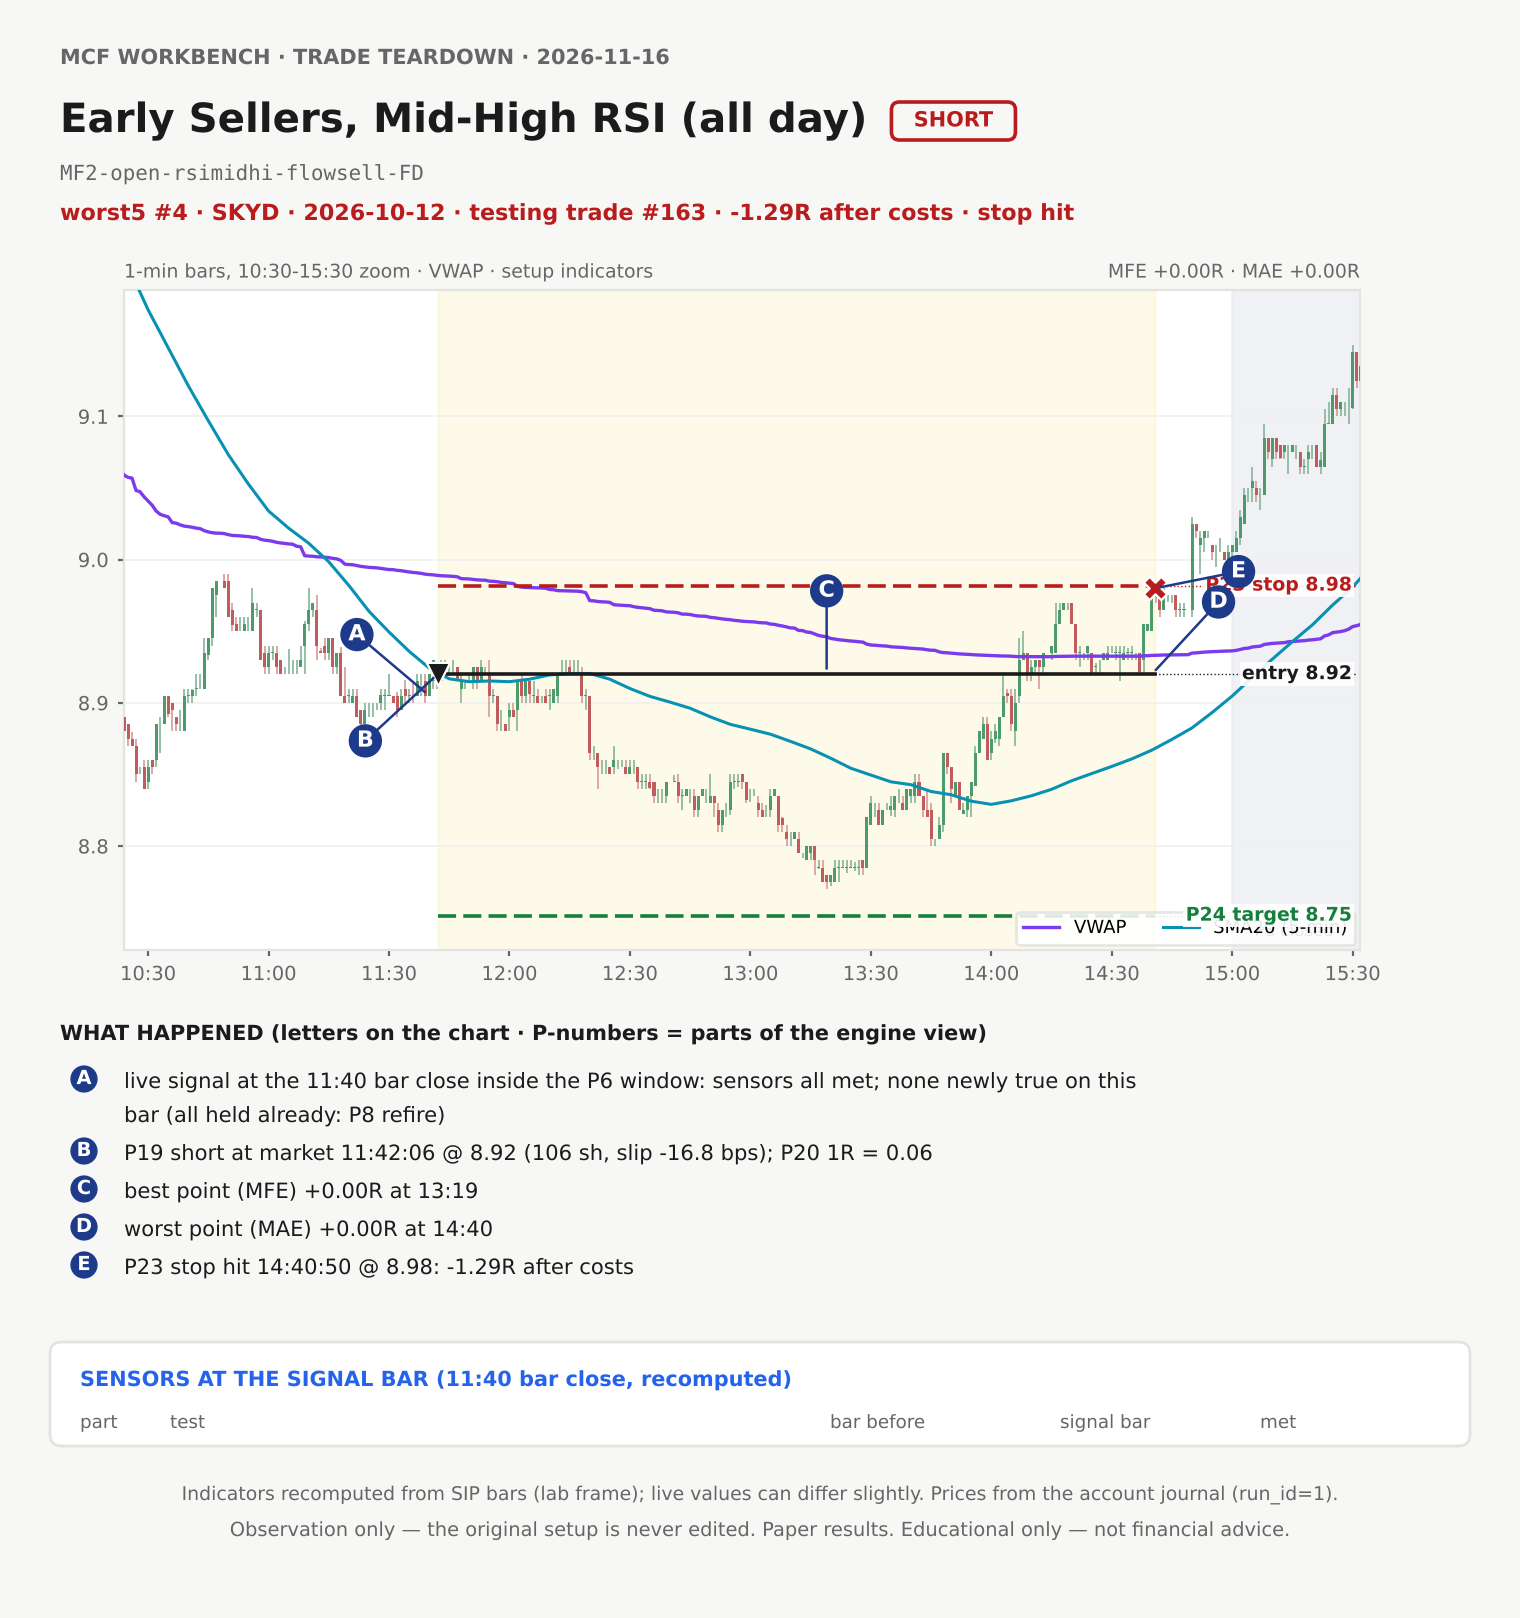 MCF WORKBENCH · TRADE TEARDOWN · 2026-11-16
Early Sellers, Mid-High RSI (all day)
SHORT
MF2-open-rsimidhi-flowsell-FD
worst5 #4 · SKYD · 2026-10-12 · testing trade #163 · -1.29R after costs · stop hit
1-min bars, 10:30-15:30 zoom · VWAP · setup indicators
MFE +0.00R · MAE +0.00R
9.1
9.0
8.9
8.8
A
B
C
D
E
P23 stop 8.98
entry 8.92
P24 target 8.75
VWAP
SMA20 (5-min)
10:30
11:00
11:30
12:00
12:30
13:00
13:30
14:00
14:30
15:00
15:30
WHAT HAPPENED (letters on the chart · P-numbers = parts of the engine view)
A live signal at the 11:40 bar close inside the P6 window: sensors all met; none newly true on this
bar (all held already: P8 refire)
B P19 short at market 11:42:06 @ 8.92 (106 sh, slip -16.8 bps); P20 1R = 0.06
C best point (MFE) +0.00R at 13:19
D worst point (MAE) +0.00R at 14:40
E P23 stop hit 14:40:50 @ 8.98: -1.29R after costs
SENSORS AT THE SIGNAL BAR (11:40 bar close, recomputed)
part test bar before signal bar met
Indicators recomputed from SIP bars (lab frame); live values can differ slightly. Prices from the account journal (run_id=1).
Observation only — the original setup is never edited. Paper results. Educational only — not financial advice.